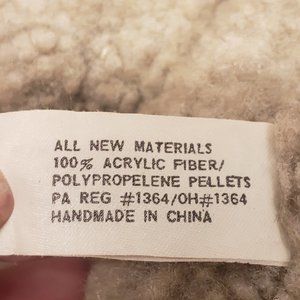 ALL NEW MATERIALS
100% ACRYLIC FIBER/
POLYPROPELENE PELLETS
PA REG #1364/OH#1364
HANDMADE IN CHINA